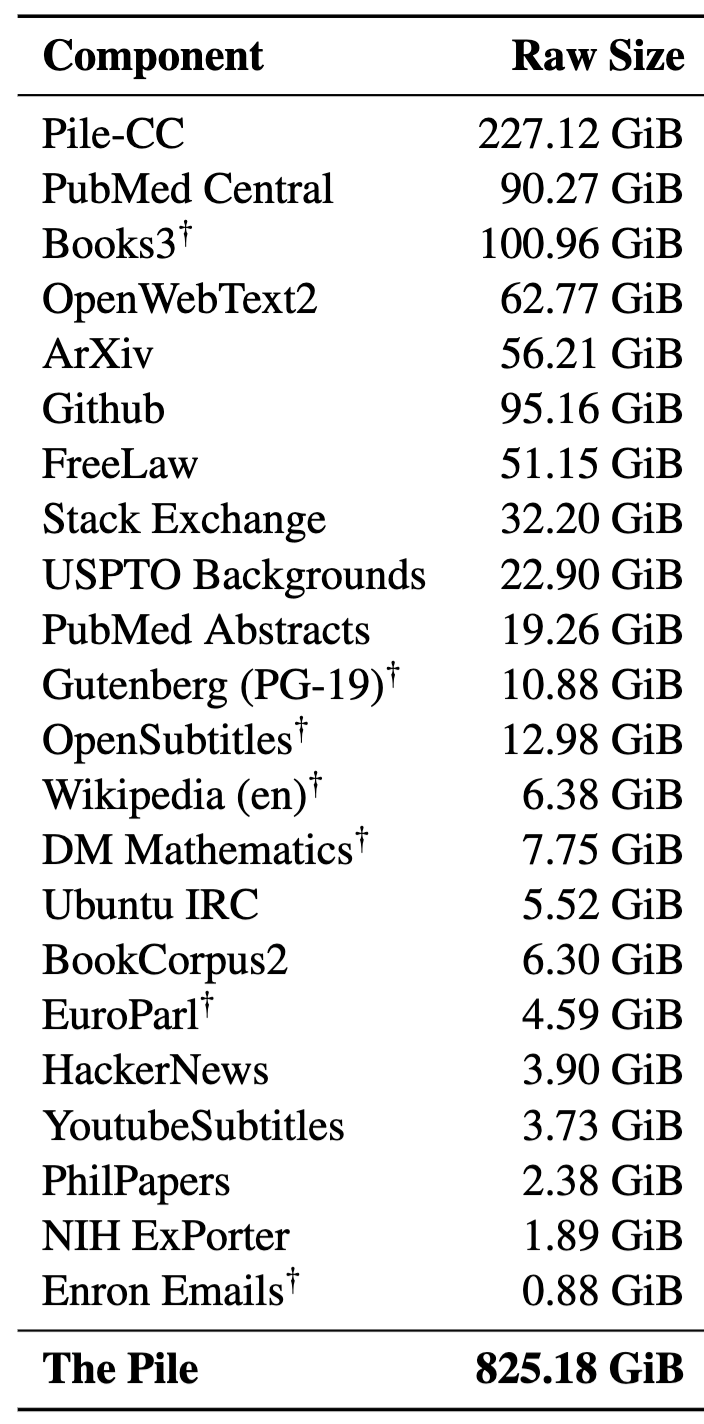 Component Raw Size
Pile-CC 227.12 GiB
PubMed Central 90.27 GiB
Books3† 100.96 GiB
OpenWebText2 62.77 GiB
ArXiv 56.21 GiB
Github 95.16 GiB
FreeLaw 51.15 GiB
Stack Exchange 32.20 GiB
USPTO Backgrounds 22.90 GiB
PubMed Abstracts 19.26 GiB
Gutenberg (PG-19)† 10.88 GiB
OpenSubtitles† 12.98 GiB
Wikipedia (en)† 6.38 GiB
DM Mathematics† 7.75 GiB
Ubuntu IRC 5.52 GiB
BookCorpus2 6.30 GiB
EuroParl† 4.59 GiB
HackerNews 3.90 GiB
YoutubeSubtitles 3.73 GiB
PhilPapers 2.38 GiB
NIH ExPorter 1.89 GiB
Enron Emails† 0.88 GiB
The Pile 825.18 GiB